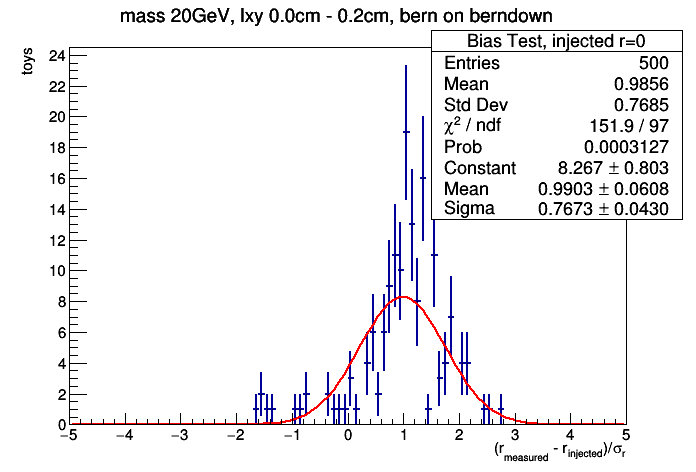 mass 20GeV, lxy 0.0cm - 0.2cm, bern on berndown
Bias Test, injected r=0
Entries 500
Mean 0.9856
Std Dev 0.7685
χ² / ndf 151.9 / 97
Prob 0.0003127
Constant 8.267 ± 0.803
Mean 0.9903 ± 0.0608
Sigma 0.7673 ± 0.0430
toys
24
22
20
18
16
14
12
10
8
6
4
2
0
−5 −4 −3 −2 −1 0 1 2 3 4 5
(r_measured - r_injected)/σ_r